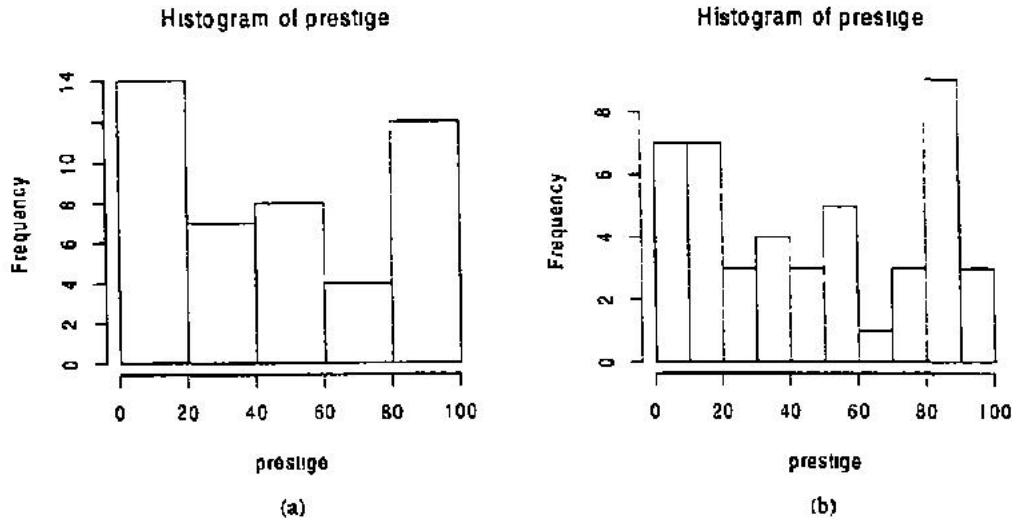 Histogram of prestige
Frequency
0 2 4 6 8 10 14
0 20 40 60 80 100
prestige
(a)
Histogram of prestige
Frequency
0 2 4 6 8
0 20 40 60 80 100
prestige
(b)